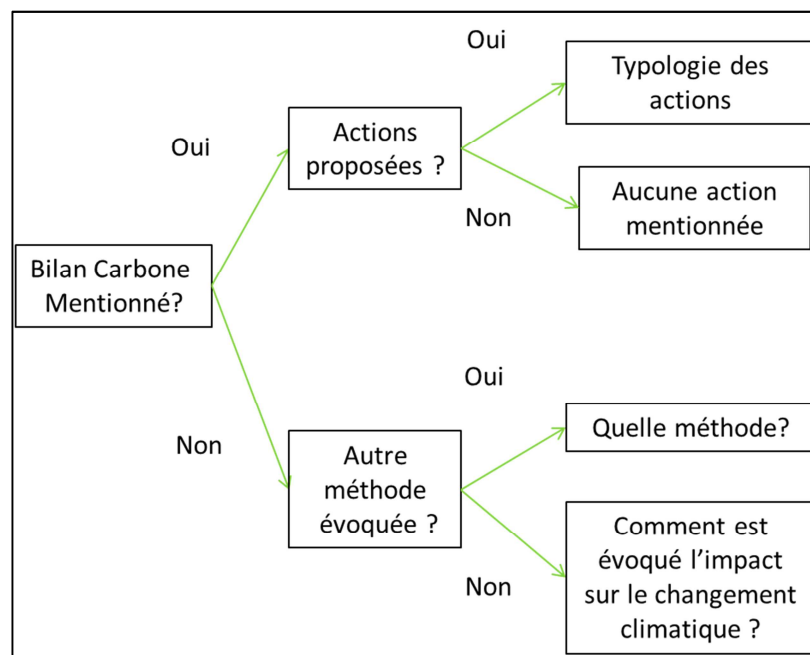 Oui
Typologie des
actions
Oui
Actions
proposées ?
Non
Aucune action
mentionnée
Bilan Carbone
Mentionné?
Oui
Quelle méthode?
Non
Autre
méthode
évoquée ?
Non
Comment est
évoqué l’impact
sur le changement
climatique ?